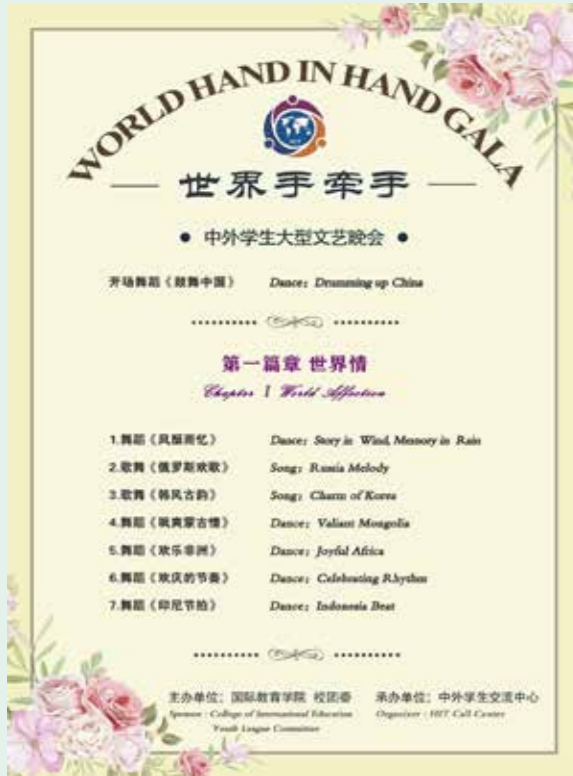 WORLD HAND IN HAND GALA
世界手牵手
● 中外学生大型文艺晚会 ●
开场舞蹈《鼓舞中国》 Dance: Drumming up China
第一篇章 世界情
Chapter I World Affection
1.舞蹈《风願雨忆》 Dance: Story in Wind, Memory in Rain
2.歌舞《俄罗斯欢歌》 Song: Russia Melody
3.歌舞《韩风古韵》 Song: Charm of Korea
4.舞蹈《飒爽蒙古情》 Dance: Valiant Mongolia
5.舞蹈《欢乐非洲》 Dance: Joyful Africa
6.舞蹈《欢庆的节奏》 Dance: Celebrating Rhythm
7.舞蹈《印尼节拍》 Dance: Indonesia Beat
主办单位：国际教育学院 校团委 承办单位：中外学生交流中心
Sponsor : College of International Education Organizer : HIT Call Center
Youth League Committee